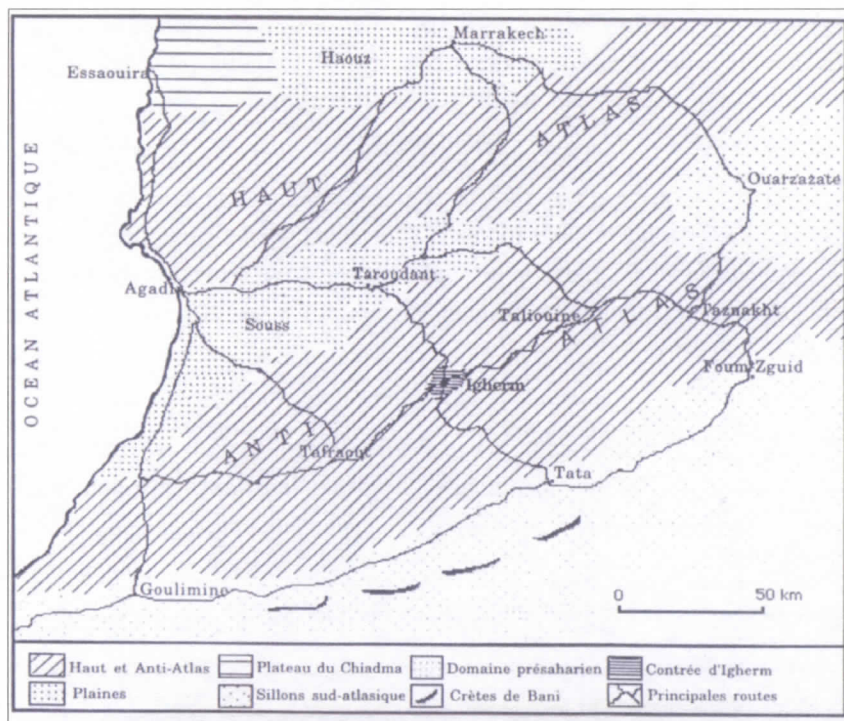 Marrakech
Haouz
Essaouira
ATLAS
HAUT
Ouarzazate
OCEAN ATLANTIQUE
Taroudant
Agadir
Souss
Taliouine
ATLAS
Taznakht
Foum Zguid
Igherm
ANTI
Tafraout
Tata
Goulimine
0 50 km
Haut et Anti-Atlas
Plateau du Chiadma
Domaine présaharien
Contrée d'Igherm
Plaines
Sillons sud-atlasique
Crètes de Bani
Principales routes